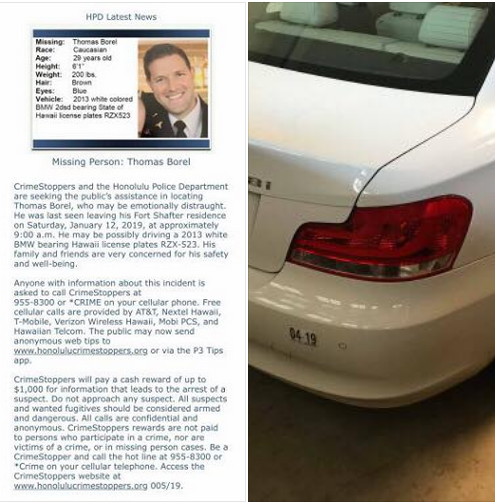 HPD Latest News
Missing: Thomas Borel
Race: Caucasian
Age: 29 years old
Height: 6'1"
Weight: 200 lbs.
Hair: Brown
Eyes: Blue
Vehicle: 2013 white colored
BMW 2dsd bearing State of
Hawaii license plates RZX523
Missing Person: Thomas Borel
CrimeStoppers and the Honolulu Police Department
are seeking the public's assistance in locating
Thomas Borel, who may be emotionally distraught.
He was last seen leaving his Fort Shafter residence
on Saturday, January 12, 2019, at approximately
9:00 a.m. He may be possibly driving a 2013 white
BMW bearing Hawaii license plates RZX-523. His
family and friends are very concerned for his safety
and well-being.
Anyone with information about this incident is
asked to call CrimeStoppers at
955-8300 or *CRIME on your cellular phone. Free
cellular calls are provided by AT&T, Nextel Hawaii,
T-Mobile, Verizon Wireless Hawaii, Mobi PCS, and
Hawaiian Telcom. The public may now send
anonymous web tips to
www.honolulucrimestoppers.org or via the P3 Tips
app.
CrimeStoppers will pay a cash reward of up to
$1,000 for information that leads to the arrest of a
suspect. Do not approach any suspect. All suspects
and wanted fugitives should be considered armed
and dangerous. All calls are confidential and
anonymous. CrimeStoppers rewards are not paid
to persons who participate in a crime, nor are
victims of a crime, or in missing person cases. Be a
CrimeStopper and call the hot line at 955-8300 or
*Crime on your cellular telephone. Access the
CrimeStoppers website at
www.honolulucrimestoppers.org 005/19.
8i
04-19